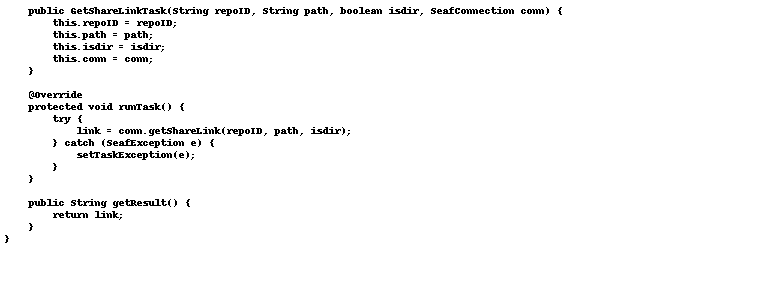 public GetShareLinkTask(String repoID, String path, boolean isdir, SeafConnection conn) {
        this.repoID = repoID;
        this.path = path;
        this.isdir = isdir;
        this.conn = conn;
    }

    @Override
    protected void runTask() {
        try {
            link = conn.getShareLink(repoID, path, isdir);
        } catch (SeafException e) {
            setTaskException(e);
        }
    }

    public String getResult() {
        return link;
    }
}